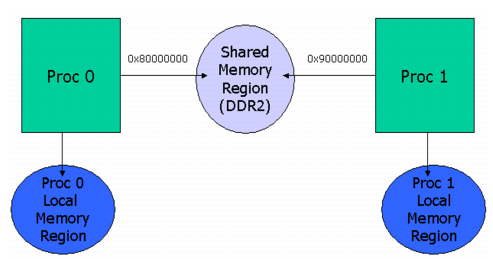 Proc 0
0x80000000
Shared
Memory
Region
(DDR2)
0x90000000
Proc 1
Proc 0
Local
Memory
Region
Proc 1
Local
Memory
Region